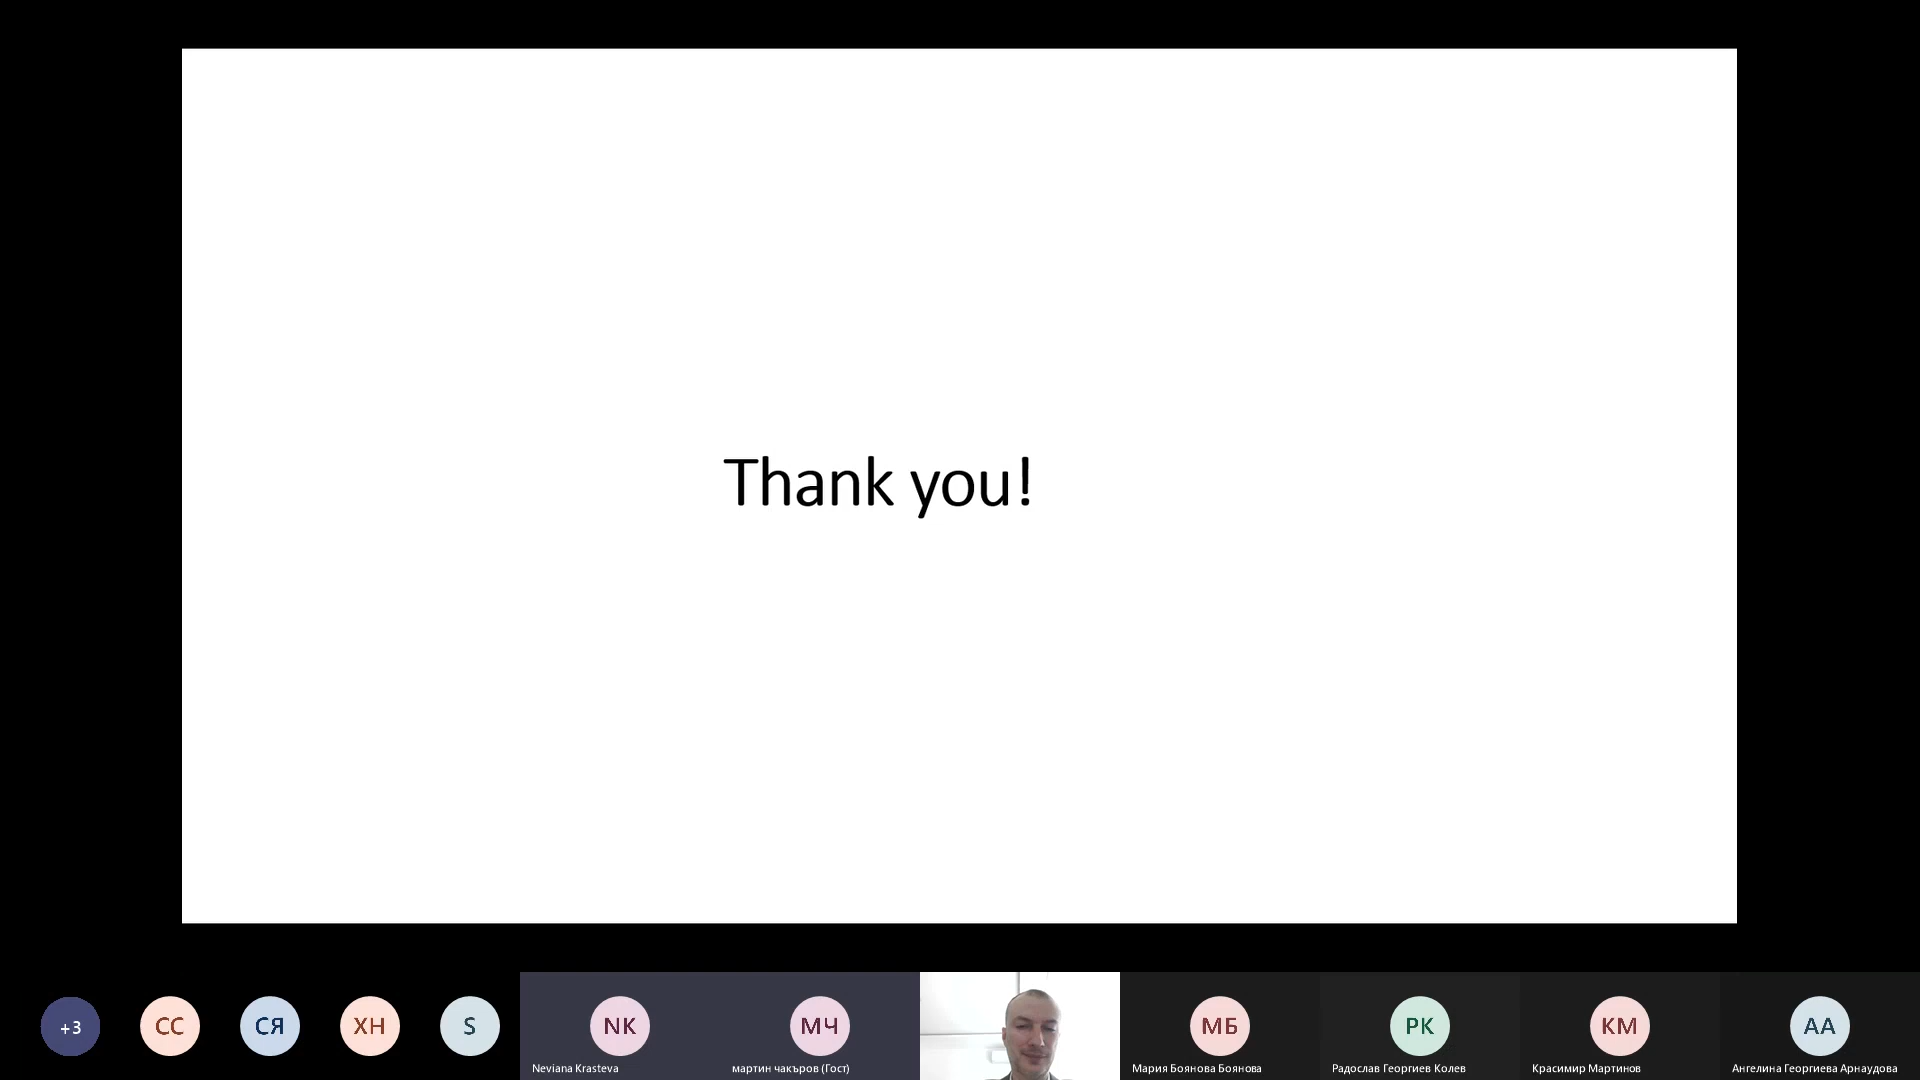 Thank you!
+3
СС
СЯ
ХН
S
NK
МЧ
МБ
РК
КМ
АА
Neviana Krasteva
мартин чакъров (Гост)
Мария Боянова Боянова
Радослав Георгиев Колев
Красимир Мартинов
Ангелина Георгиева Арнаудова